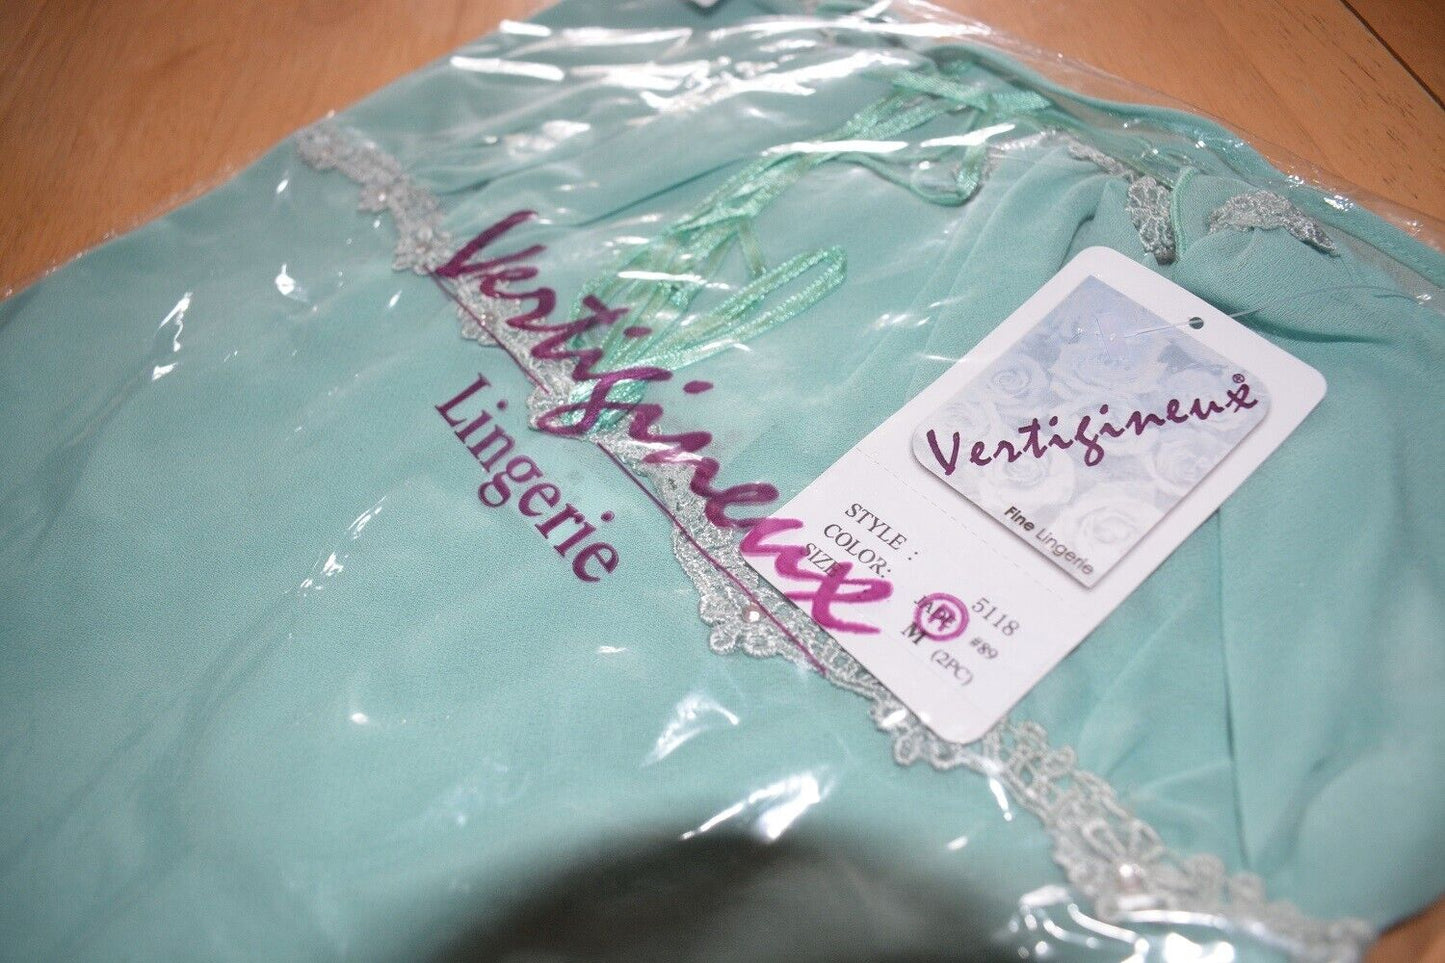 Vertigineux ®
Lingerie
Vertigineux®
Fine Lingerie
STYLE : 5118
COLOR: #89
SIZE M (2PC)